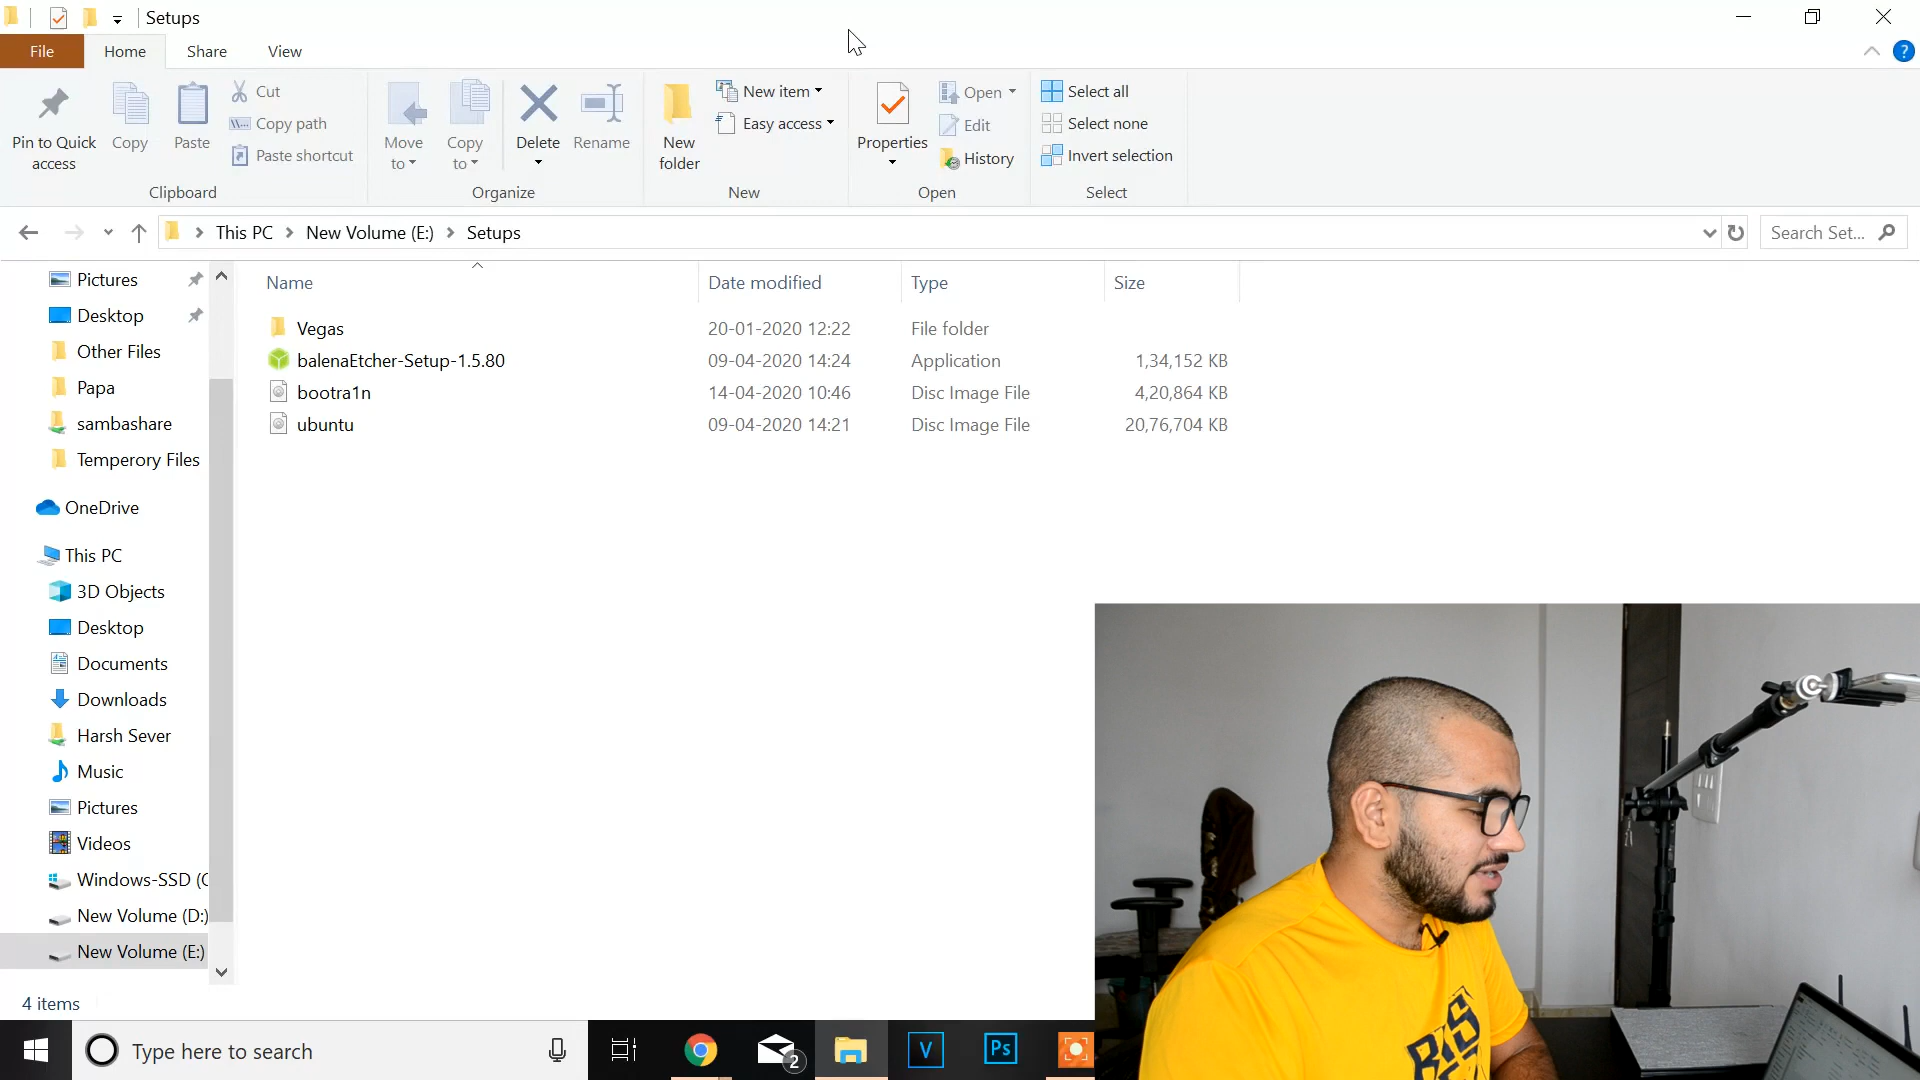 Setups
File
Home
Share
View
Pin to Quick access
Copy
Paste
Cut
Copy path
Paste shortcut
Clipboard
Move to
Copy to
Delete
Rename
Organize
New folder
New item
Easy access
New
Properties
Open
Edit
History
Open
Select all
Select none
Invert selection
Select
This PC
New Volume (E:)
Setups
Search Set...
Name
Date modified
Type
Size
Vegas 20-01-2020 12:22 File folder
balenaEtcher-Setup-1.5.80 09-04-2020 14:24 Application 1,34,152 KB
bootra1n 14-04-2020 10:46 Disc Image File 4,20,864 KB
ubuntu 09-04-2020 14:21 Disc Image File 20,76,704 KB
Pictures
Desktop
Other Files
Papa
sambashare
Temperory Files
OneDrive
This PC
3D Objects
Desktop
Documents
Downloads
Harsh Sever
Music
Pictures
Videos
Windows-SSD (C
New Volume (D:)
New Volume (E:)
4 items
Type here to search
2
V
Ps